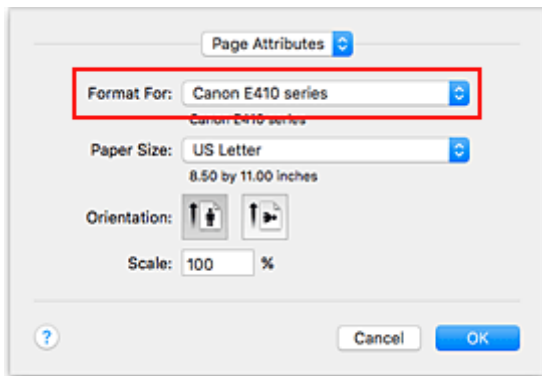 Page Attributes
Format For: Canon E410 series
Canon E410 series
Paper Size: US Letter
8.50 by 11.00 inches
Orientation:
Scale: 100 %
? Cancel OK